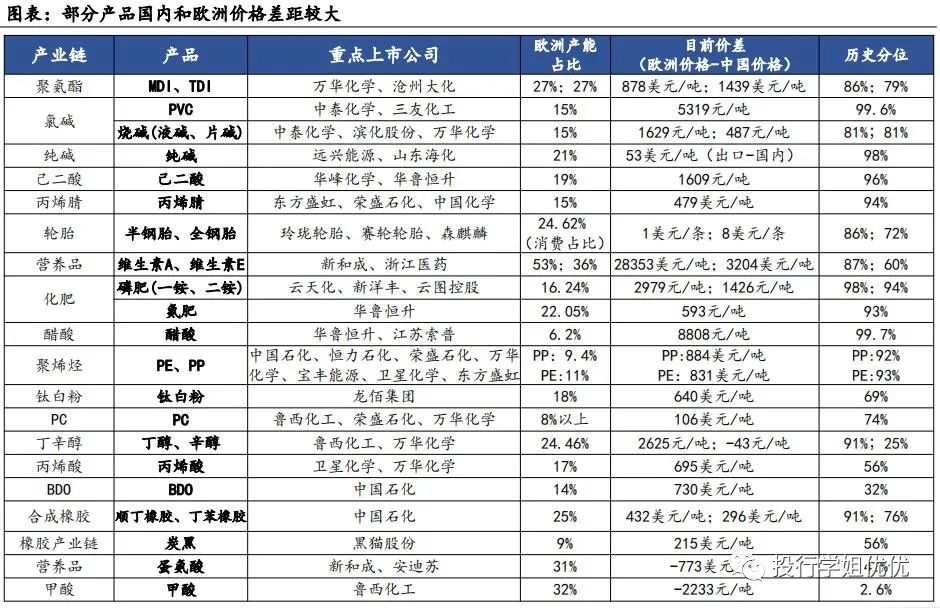 图表：部分产品国内和欧洲价格差距较大
产业链 产品 重点上市公司 欧洲产能占比 目前价差（欧洲价格-中国价格） 历史分位
聚氨酯 MDI、TDI 万华化学、沧州大化 27%；27% 878美元/吨；1439美元/吨 86%；79%
氯碱 PVC 中泰化学、三友化工 15% 5319元/吨 99.6%
烧碱(液碱、片碱) 中泰化学、滨化股份、万华化学 15% 1629元/吨；487元/吨 81%；81%
纯碱 纯碱 远兴能源、山东海化 21% 53美元/吨（出口-国内） 98%
己二酸 己二酸 华峰化学、华鲁恒升 19% 1609元/吨 96%
丙烯腈 丙烯腈 东方盛虹、荣盛石化、中国化学 15% 479美元/吨 94%
轮胎 半钢胎、全钢胎 玲珑轮胎、赛轮轮胎、森麒麟 24.62%（消费占比） 1美元/条；8美元/条 86%；72%
营养品 维生素A、维生素E 新和成、浙江医药 53%；36% 28353美元/吨；3204美元/吨 87%；60%
化肥 磷肥(一铵、二铵) 云天化、新洋丰、云图控股 16.24% 2979元/吨；1426元/吨 98%；94%
氮肥 华鲁恒升 22.05% 593元/吨 93%
醋酸 醋酸 华鲁恒升、江苏索普 6.2% 8808元/吨 99.7%
聚烯烃 PE、PP 中国石化、恒力石化、荣盛石化、万华化学、宝丰能源、卫星化学、东方盛虹 PP：9.4% PE:11% PP:884美元/吨 PE：831美元/吨 PP:92% PE:93%
钛白粉 钛白粉 龙佰集团 18% 640美元/吨 69%
PC PC 鲁西化工、荣盛石化、万华化学 8%以上 106美元/吨 74%
丁辛醇 丁醇、辛醇 鲁西化工、万华化学 24.46% 2625元/吨；-43元/吨 91%；25%
丙烯酸 丙烯酸 卫星化学、万华化学 17% 695美元/吨 56%
BDO BDO 中国石化 14% 730美元/吨 32%
合成橡胶 顺丁橡胶、丁苯橡胶 中国石化 25% 432美元/吨；296美元/吨 91%；76%
橡胶产业链 炭黑 黑猫股份 9% 215美元/吨 56%
营养品 蛋氨酸 新和成、安迪苏 31% -773美元/吨
甲酸 甲酸 鲁西化工 32% -2233元/吨 2.6%
投行学姐优优